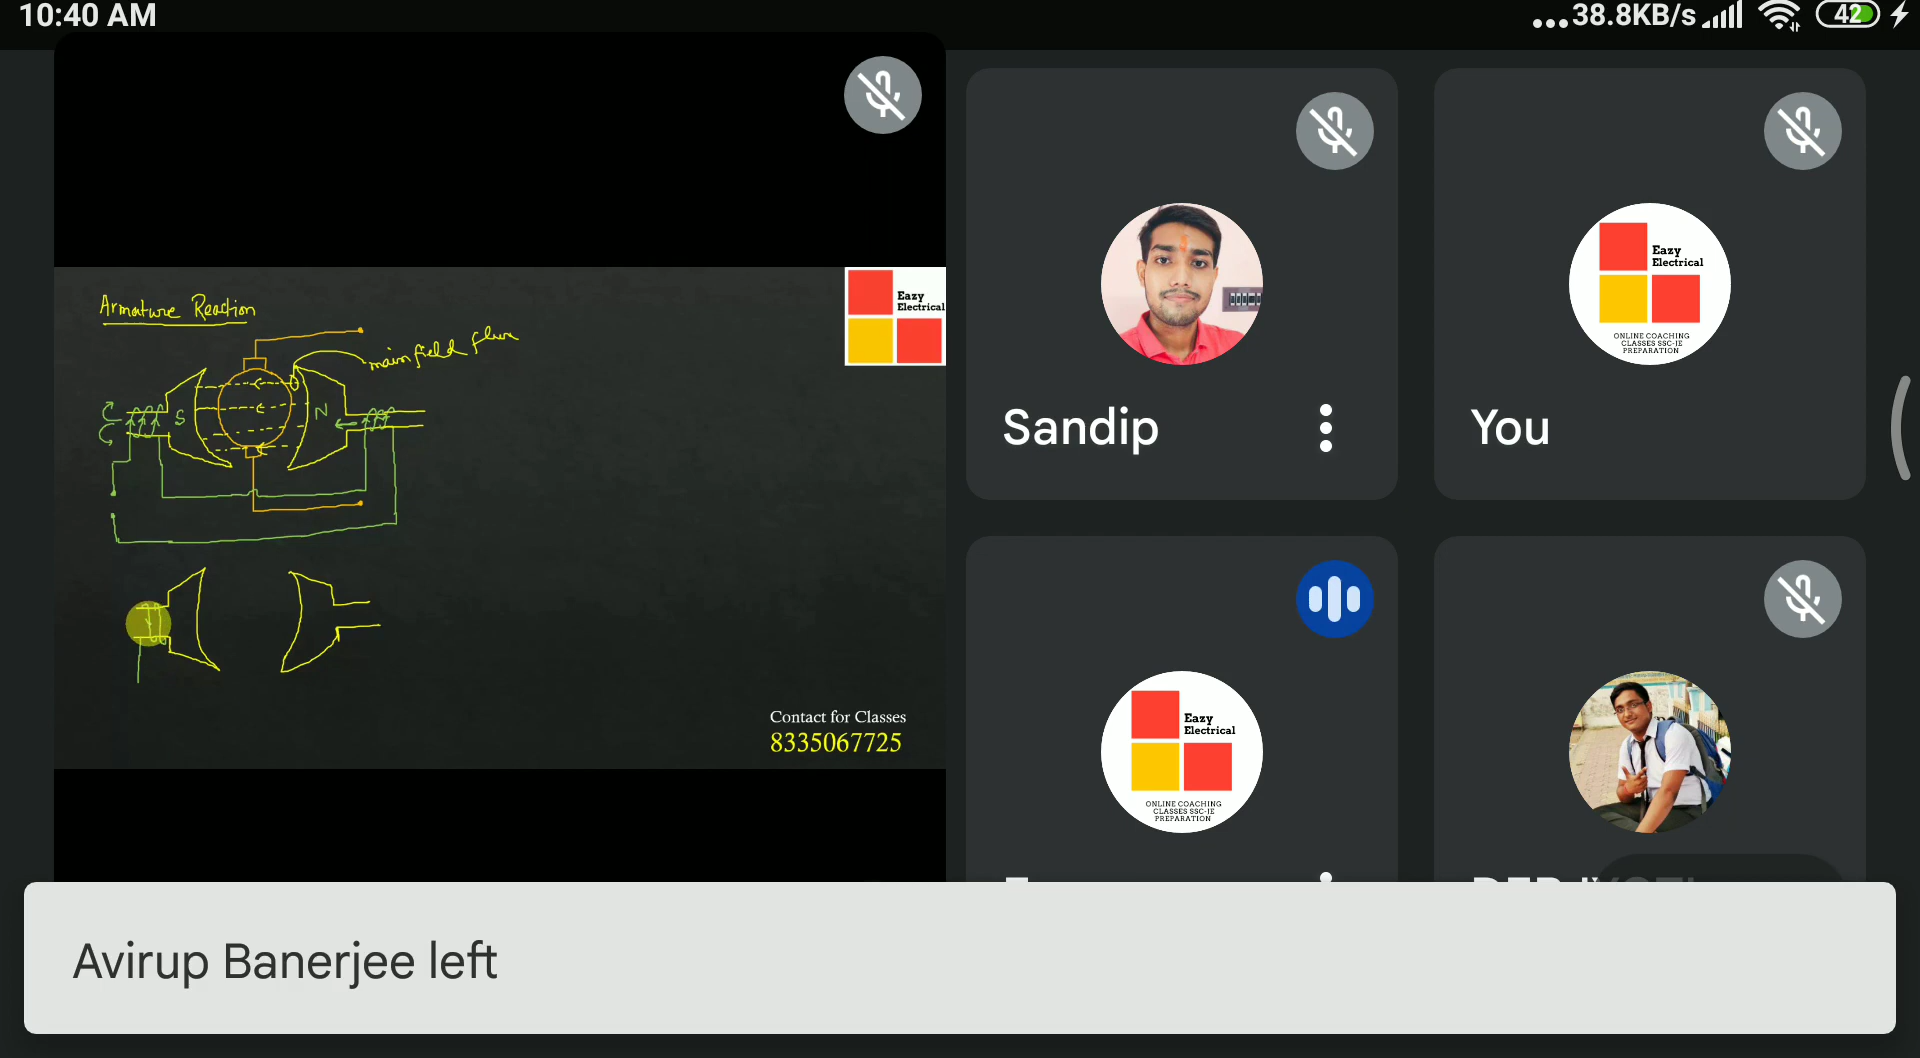 10:40 AM
38.8KB/s
42
Armature Reaction
Eazy
Electrical
main field flux
S
N
Contact for Classes
8335067725
Sandip
Eazy
Electrical
ONLINE COACHING
CLASSES SSC-JE
PREPARATION
You
Eazy
Electrical
ONLINE COACHING
CLASSES SSC-JE
PREPARATION
Avirup Banerjee left